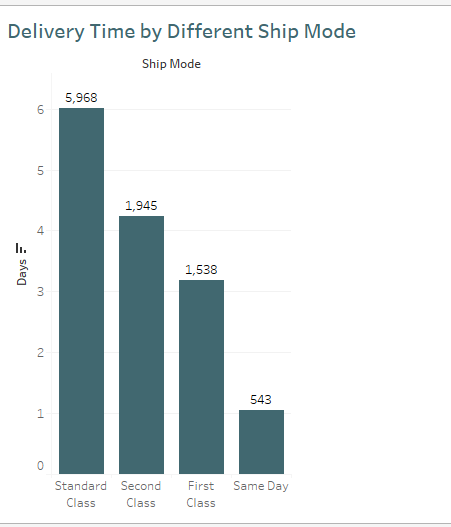 Delivery Time by Different Ship Mode
Ship Mode
6
5
4
3
2
1
0
Days
5,968
1,945
1,538
543
Standard
Class
Second
Class
First
Class
Same Day